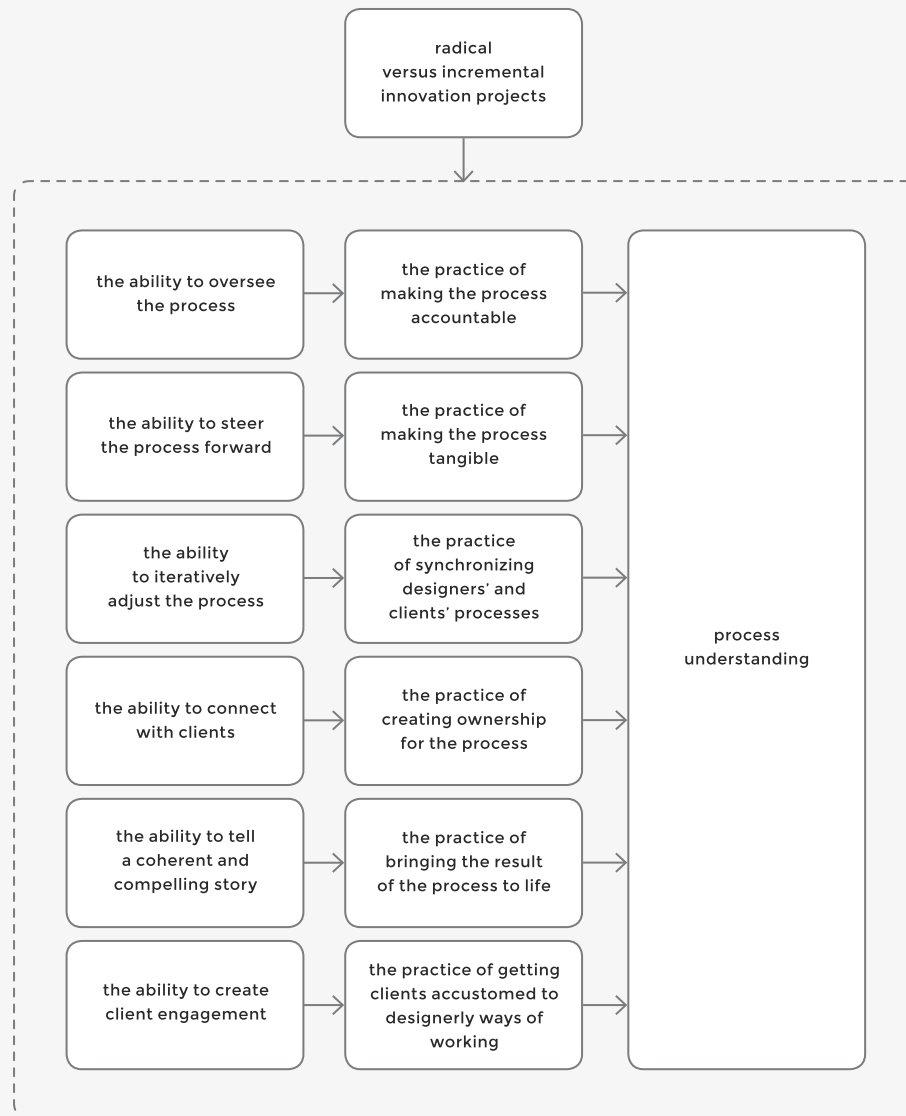 radical
versus incremental
innovation projects
the ability to oversee
the process
the practice of
making the process
accountable
the ability to steer
the process forward
the practice of
making the process
tangible
the ability
to iteratively
adjust the process
the practice
of synchronizing
designers’ and
clients’ processes
process
understanding
the ability to connect
with clients
the practice of
creating ownership
for the process
the ability to tell
a coherent and
compelling story
the practice of
bringing the result
of the process to life
the ability to create
client engagement
the practice of getting
clients accustomed to
designerly ways of
working